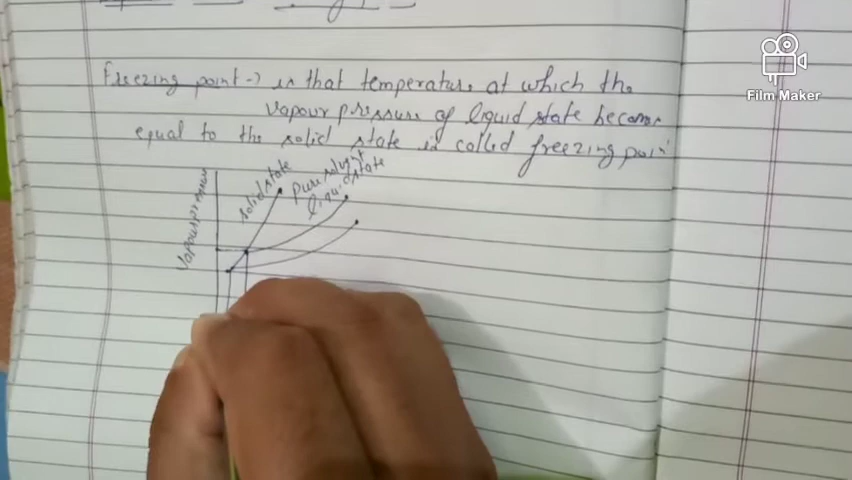 Freezing point → is that temperature at which the
vapour pressure of liquid state become
equal to the solid state is called freezing point
solid state
pure solvent
liquid state
Vapour pressure
Film Maker